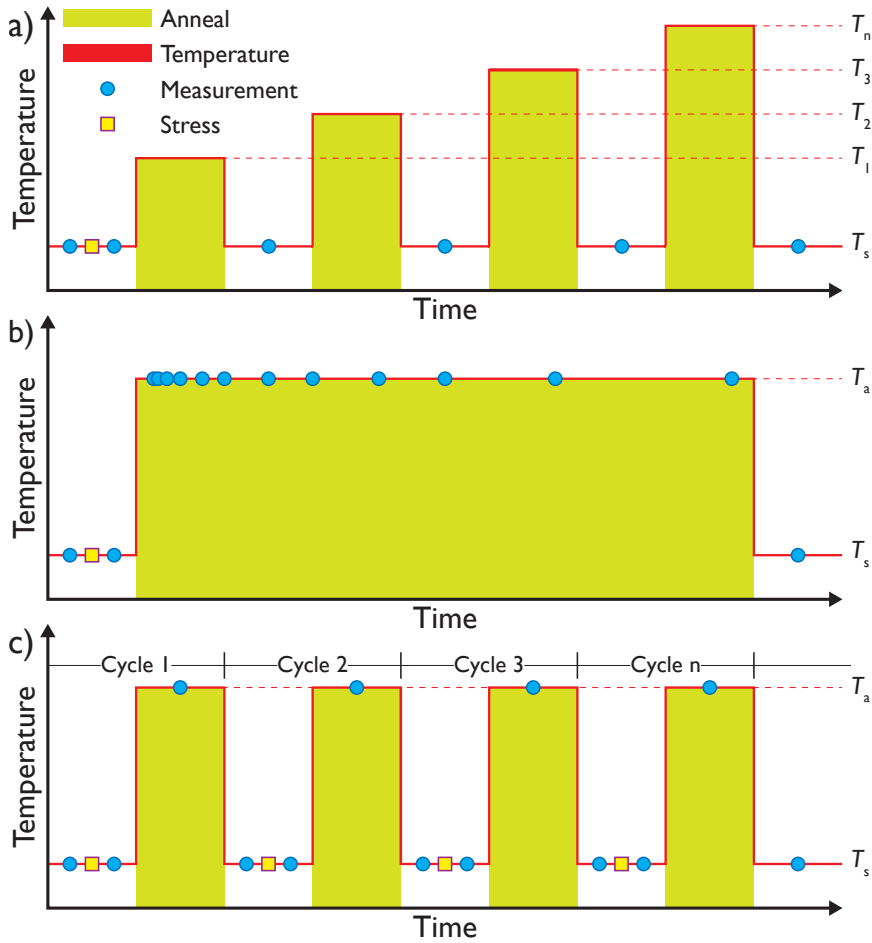 a)
Anneal
Temperature
Measurement
Stress
Temperature
Tn
T3
T2
T1
Ts
Time
b)
Temperature
Ta
Ts
Time
c)
Cycle 1
Cycle 2
Cycle 3
Cycle n
Temperature
Ta
Ts
Time